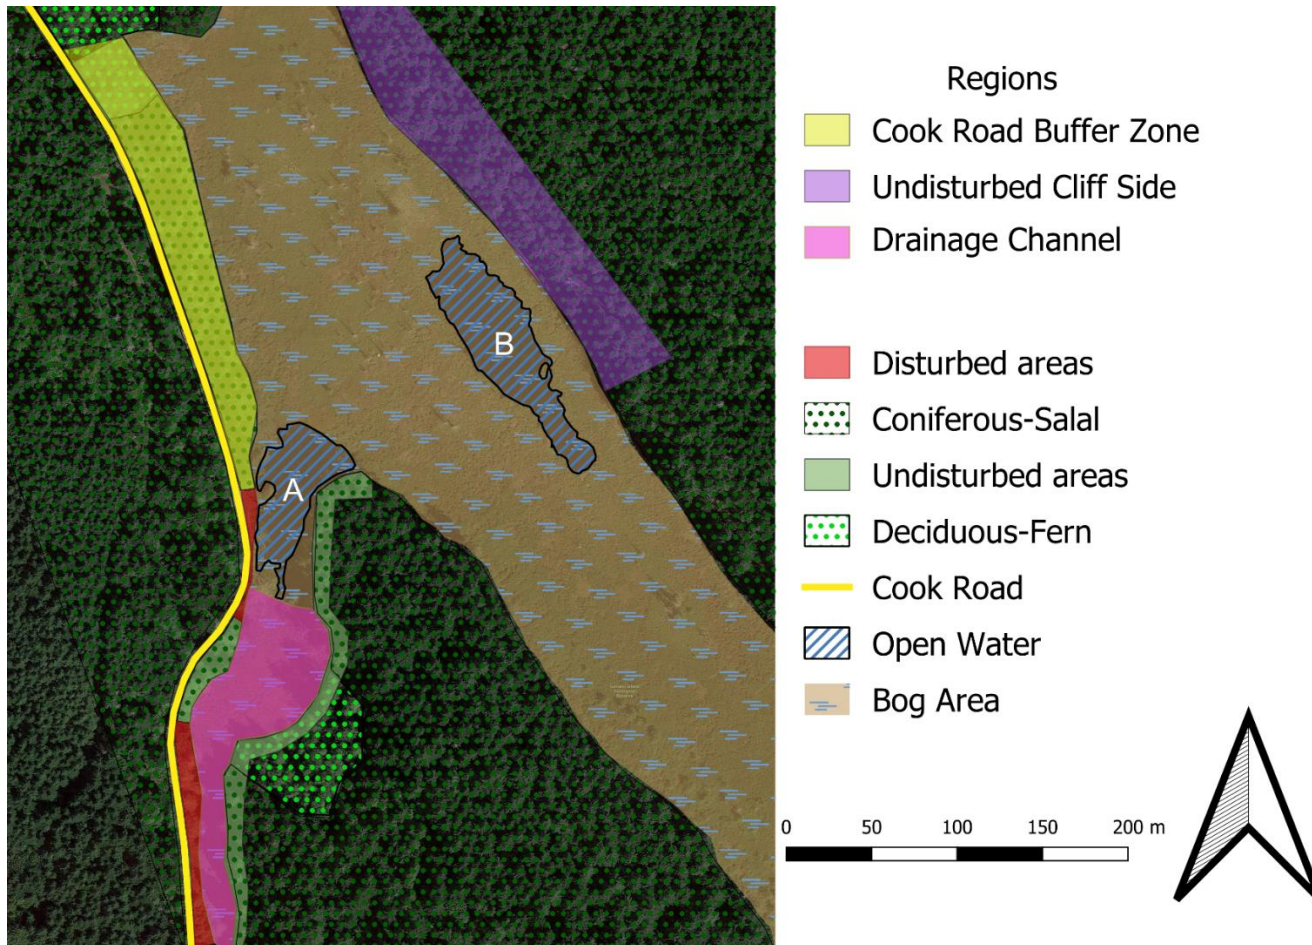 Regions
Cook Road Buffer Zone
Undisturbed Cliff Side
Drainage Channel
Disturbed areas
Coniferous-Salal
Undisturbed areas
Deciduous-Fern
Cook Road
Open Water
Bog Area
B
A
0 50 100 150 200 m